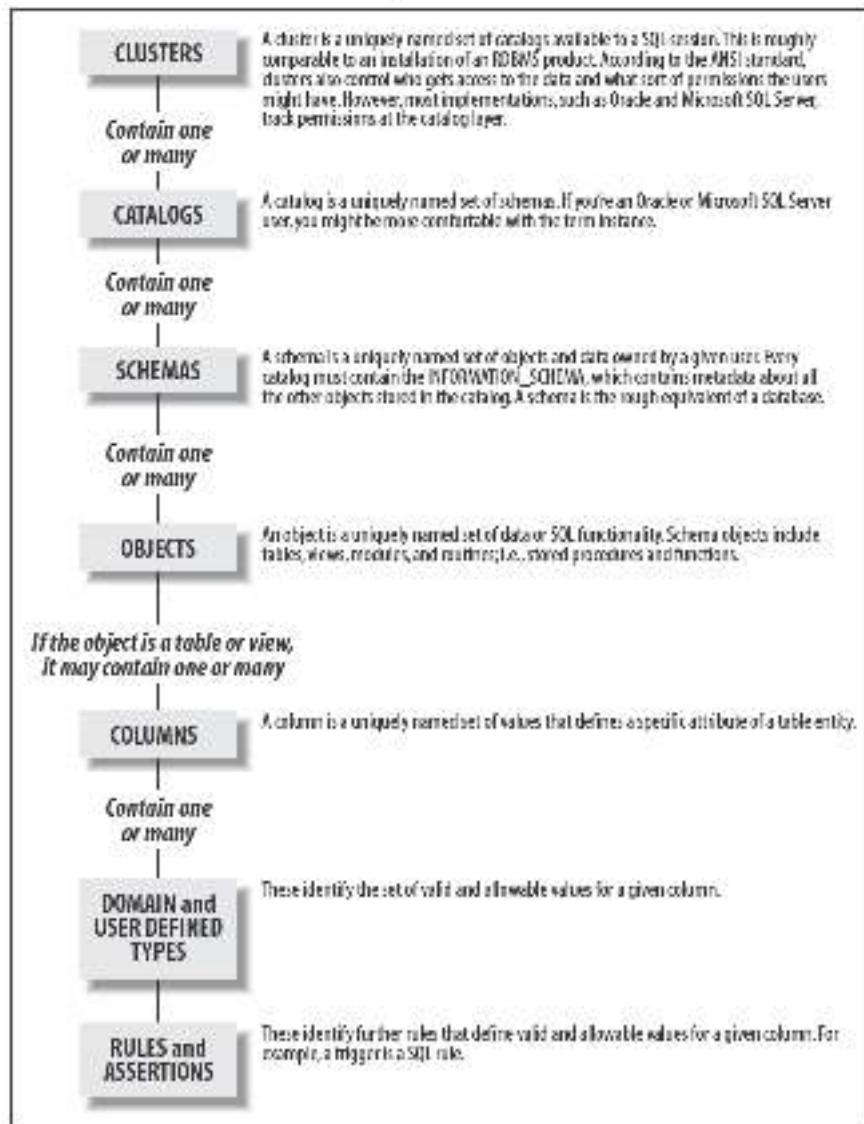 CLUSTERS
A cluster is a uniquely named set of catalogs available to a SQL session. This is roughly
comparable to an installation of an RDBMS product. According to the ANSI standard,
clusters also control who gets access to the data and what sort of permissions the users
might have. However, most implementations, such as Oracle and Microsoft SQL Server,
track permissions at the catalog layer.
Contain one
or many
CATALOGS
A catalog is a uniquely named set of schemas. If you're an Oracle or Microsoft SQL Server
user, you might be more comfortable with the term instance.
Contain one
or many
SCHEMAS
A schema is a uniquely named set of objects and data owned by a given user. Every
catalog must contain the INFORMATION_SCHEMA, which contains metadata about all
the other objects stored in the catalog. A schema is the rough equivalent of a database.
Contain one
or many
OBJECTS
An object is a uniquely named set of data or SQL functionality. Schema objects include
tables, views, modules, and routines; i.e., stored procedures and functions.
If the object is a table or view,
it may contain one or many
COLUMNS
A column is a uniquely named set of values that defines a specific attribute of a table entity.
Contain one
or many
DOMAIN and
USER DEFINED
TYPES
These identify the set of valid and allowable values for a given column.
RULES and
ASSERTIONS
These identify further rules that define valid and allowable values for a given column. For
example, a trigger is a SQL rule.